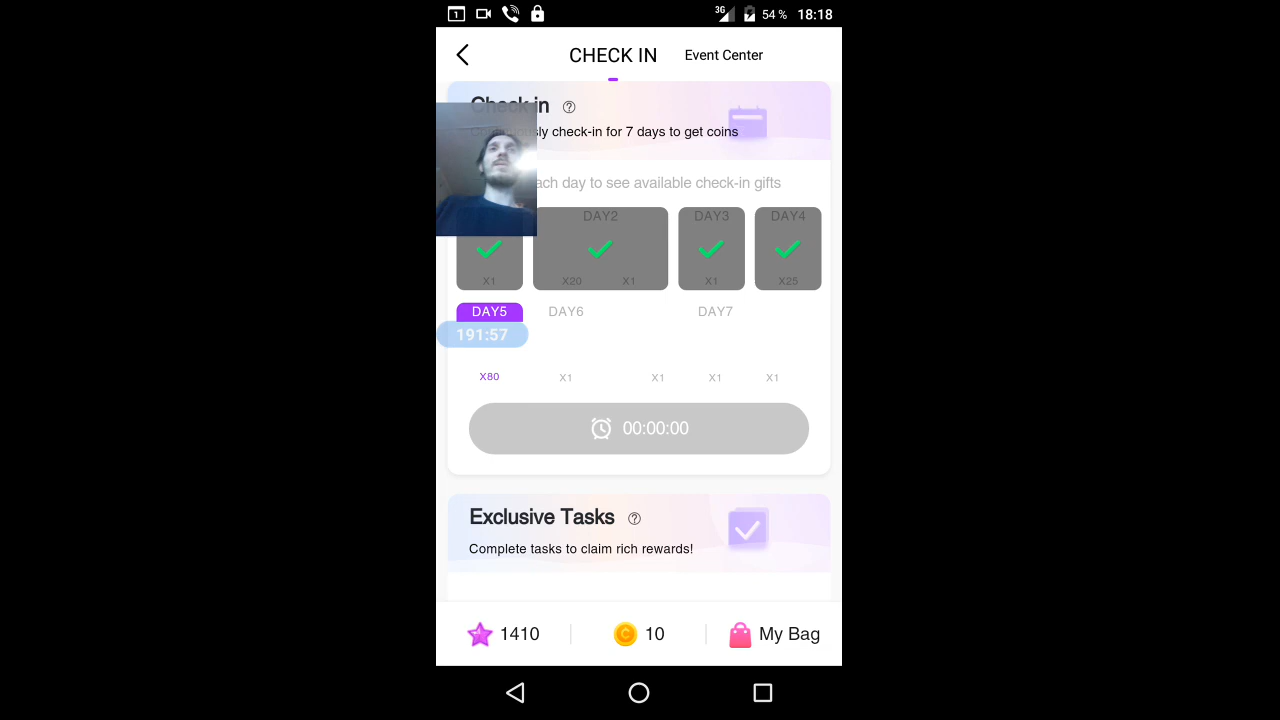 1
3G
54 %
18:18
CHECK IN
Event Center
Check in ?
sly check-in for 7 days to get coins
ach day to see available check-in gifts
DAY2
DAY3
DAY4
X1
X20
X1
X1
X25
DAY5
DAY6
DAY7
191:57
X80
X1
X1
X1
X1
00:00:00
Exclusive Tasks ?
Complete tasks to claim rich rewards!
1410
C
10
My Bag